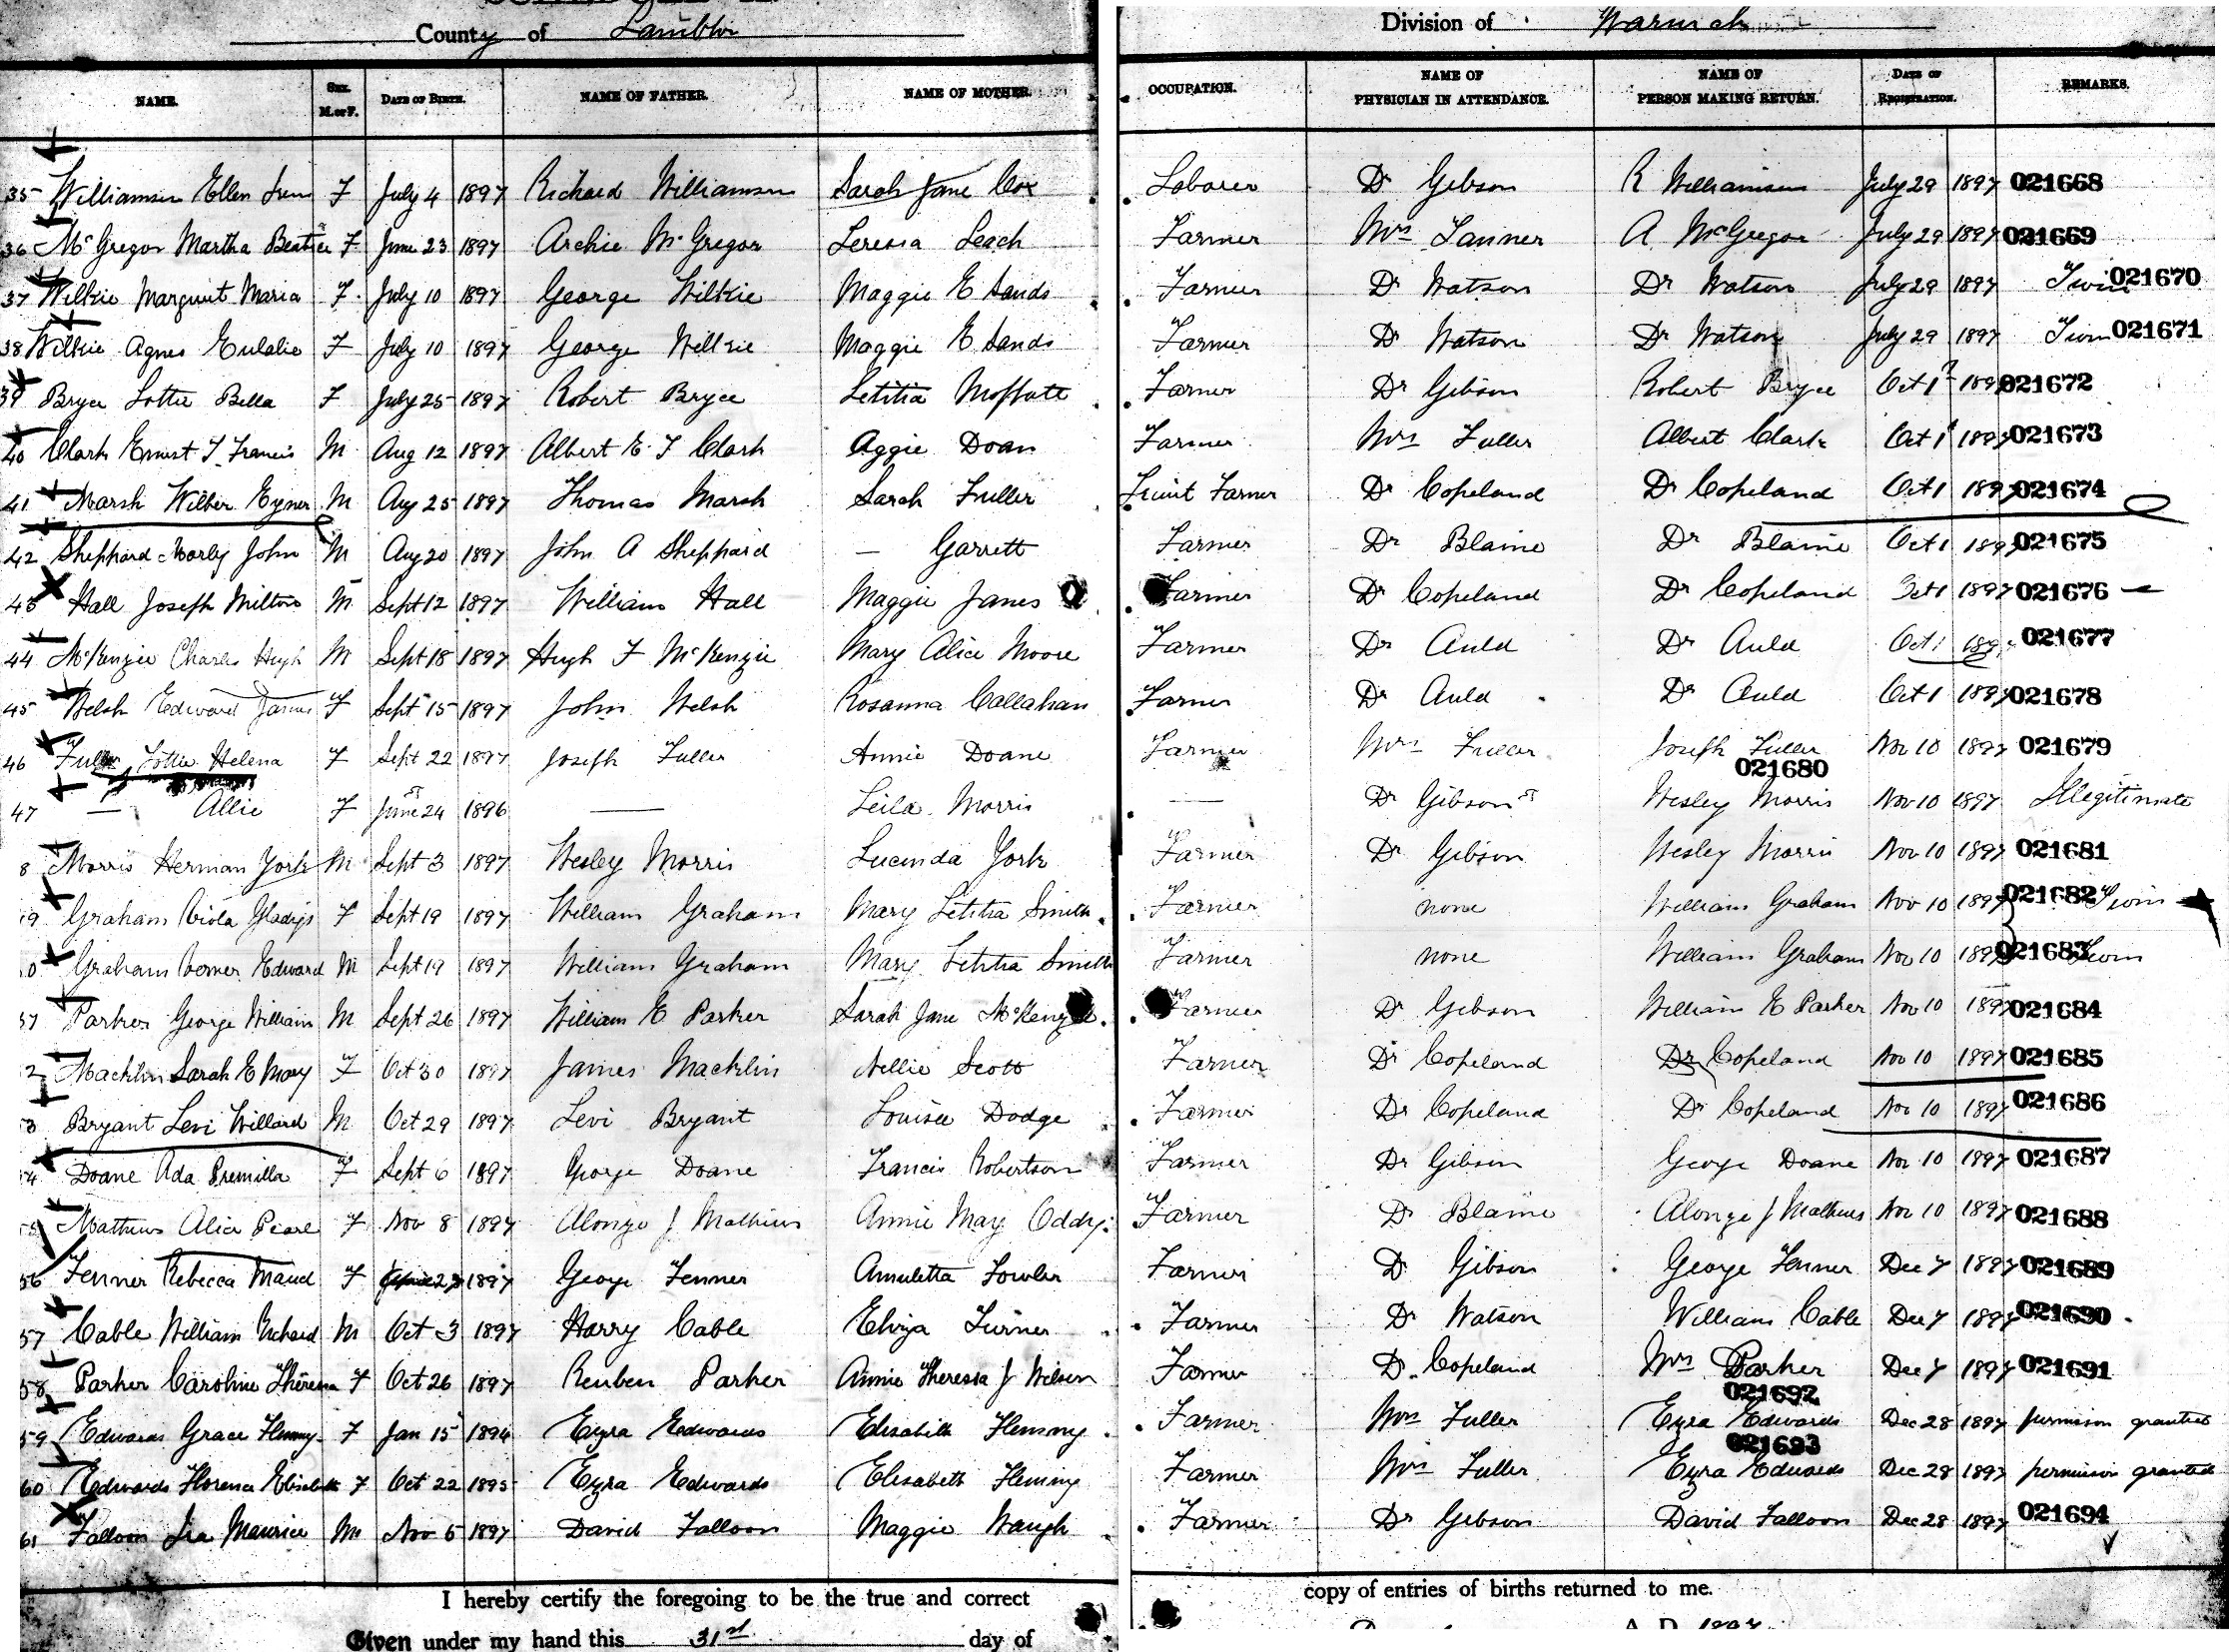 County of Lambton Division of Warwick
NAME. SEX. M. or F. DATE OF BIRTH. NAME OF FATHER. NAME OF MOTHER. OCCUPATION. NAME OF PHYSICIAN IN ATTENDANCE. NAME OF PERSON MAKING RETURN. DATE OF REGISTRATION. REMARKS.
35 Williamson Ellen Irene F July 4 1897 Richard Williamson Sarah Jane Cox Laborer Dr Gibson R Williamson July 29 1897 021668
36 McGregor Martha Beatrice F June 23 1897 Archie McGregor Teressa Leach Farmer Mrs Tanner A McGregor July 29 1897 021669
37 Wilkie Margurit Maria F. July 10 1897 George Wilkie Maggie E Sands Farmer Dr Watson Dr Watson July 29 1897 Twin 021670
38 Wilkie Agnes Eulalie F July 10 1897 George Wilkie Maggie E Sands Farmer Dr Watson Dr Watson July 29 1897 Twin 021671
39 Bryce Lottie Bella F July 25 1897 Robert Bryce Letitia Moffatt Farmer Dr Gibson Robert Bryce Oct 1 1897 021672
40 Clark Ernest T. Francis M Aug 12 1897 Albert E. T Clark Aggie Doan Farmer Mrs Fuller Albert Clark Oct 1 1897 021673
41 Marsh Wilber M Aug 25 1897 Thomas Marsh Sarah Fuller Fruit Farmer Dr Copeland Dr Copeland Oct 1 1897 021674
42 Sheppard Morley John M Aug 20 1897 John A Sheppard — Garrett Farmer Dr Blaine Dr Blaine Oct 1 1897 021675
43 Hall Joseph Milton M Sept 12 1897 William Hall Maggie Janes Farmer Dr Copeland Dr Copeland Oct 1 1897 021676 —
44 McKenzie Charles Hugh M Sept 18 1897 Hugh F McKenzie Mary Alice Moore Farmer Dr Auld Dr Auld Oct 1 1897 021677
45 Welsh Edward James F Sept 15 1897 John Welsh Rosanna Callahan Farmer Dr Auld Dr Auld Oct 1 1897 021678
46 Fuller Lottie Helena F Sept 22 1897 Joseph Fuller Annie Doane Farmer Mrs Fuller Joseph Fuller Nov 10 1897 021679
47 — Allie F June 24 1896 — Leila Morris — Dr Gibson Wesley Morris Nov 10 1897 021680 Illegitimate
8 Morris Herman York M Sept 3 1897 Wesley Morris Lucinda York Farmer Dr Gibson Wesley Morris Nov 10 1897 021681
9 Graham Viola Gladys F Sept 19 1897 William Graham Mary Letitia Smith Farmer none William Graham Nov 10 1897 021682 Twin
0 Graham Verner Edward M Sept 19 1897 William Graham Mary Letitia Smith Farmer none William Graham Nov 10 1897 021683 Twin
51 Parker George William M Sept 26 1897 William E Parker Sarah Jane McKenzie Farmer Dr Gibson William E Parker Nov 10 1897 021684
2 Macklin Sarah E Mary F Oct 30 1897 James Macklin Nellie Scott Farmer Dr Copeland Dr Copeland Nov 10 1897 021685
3 Bryant Levi Willard M Oct 29 1897 Levi Bryant Louisa Dodge Farmer Dr Copeland Dr Copeland Nov 10 1897 021686
54 Doane Ada Premilla F Sept 6 1897 George Doane Francis Robertson Farmer Dr Gibson George Doane Nov 10 1897 021687
55 Mathews Alice Pearl F Nov 8 1897 Alonzo J Mathews Annie May Oddy Farmer Dr Blaine Alonzo J Mathews Nov 10 1897 021688
56 Fenner Rebecca Maud F 1897 George Fenner Amuletta Fowler Farmer Dr Gibson George Fenner Dec 7 1897 021689
57 Cable William Richard M Oct 3 1897 Harry Cable Eliza Turner Farmer Dr Watson William Cable Dec 7 1897 021690
58 Parker Caroline Theresa F Oct 26 1897 Reuben Parker Annie Theressa J Wilson Farmer Dr Copeland Mrs Parker Dec 7 1897 021691
59 Edwards Grace Flemmy F Jan 15 1894 Ezra Edwards Elisabeth Flemmy Farmer Mrs Fuller Ezra Edwards 021692 Dec 28 1897 permission granted
60 Edwards Florence Elisabeth F Oct 22 1895 Ezra Edwards Elisabeth Fleming Farmer Mrs Fuller Ezra Edwards 021693 Dec 28 1897 permission granted
61 Falloon Ira Maurice M Nov 5 1897 David Falloon Maggie Waugh Farmer Dr Gibson David Falloon Dec 28 1897 021694
I hereby certify the foregoing to be the true and correct copy of entries of births returned to me.
Given under my hand this 31st day of A. D. 1897